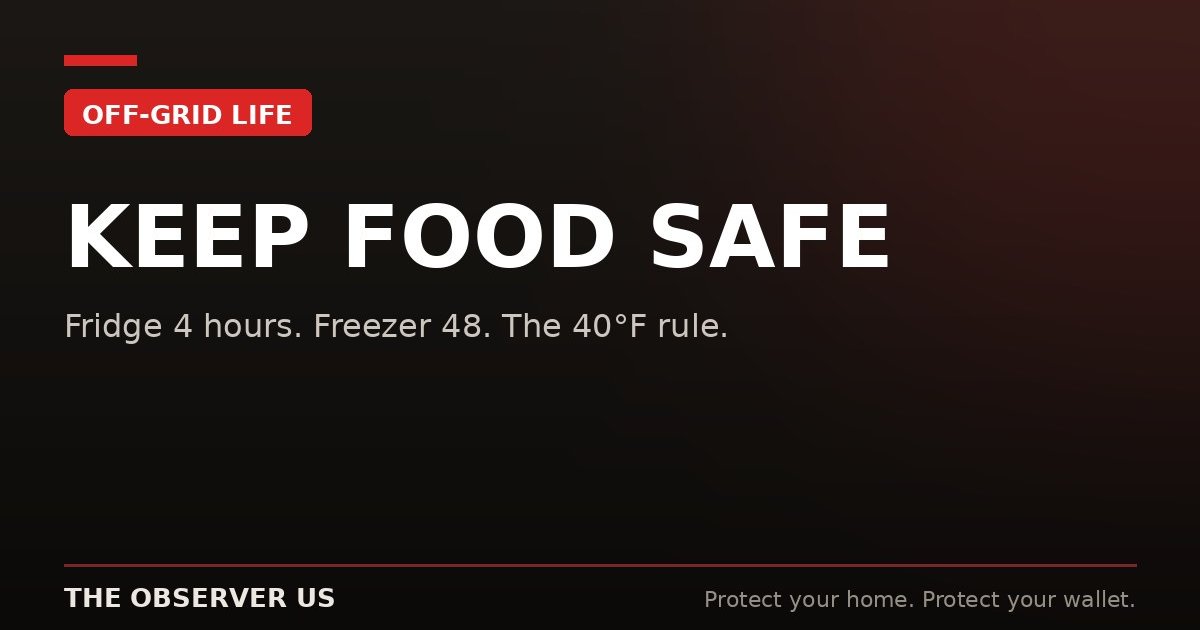 OFF-GRID LIFE
KEEP FOOD SAFE
Fridge 4 hours. Freezer 48. The 40°F rule.
THE OBSERVER US
Protect your home. Protect your wallet.